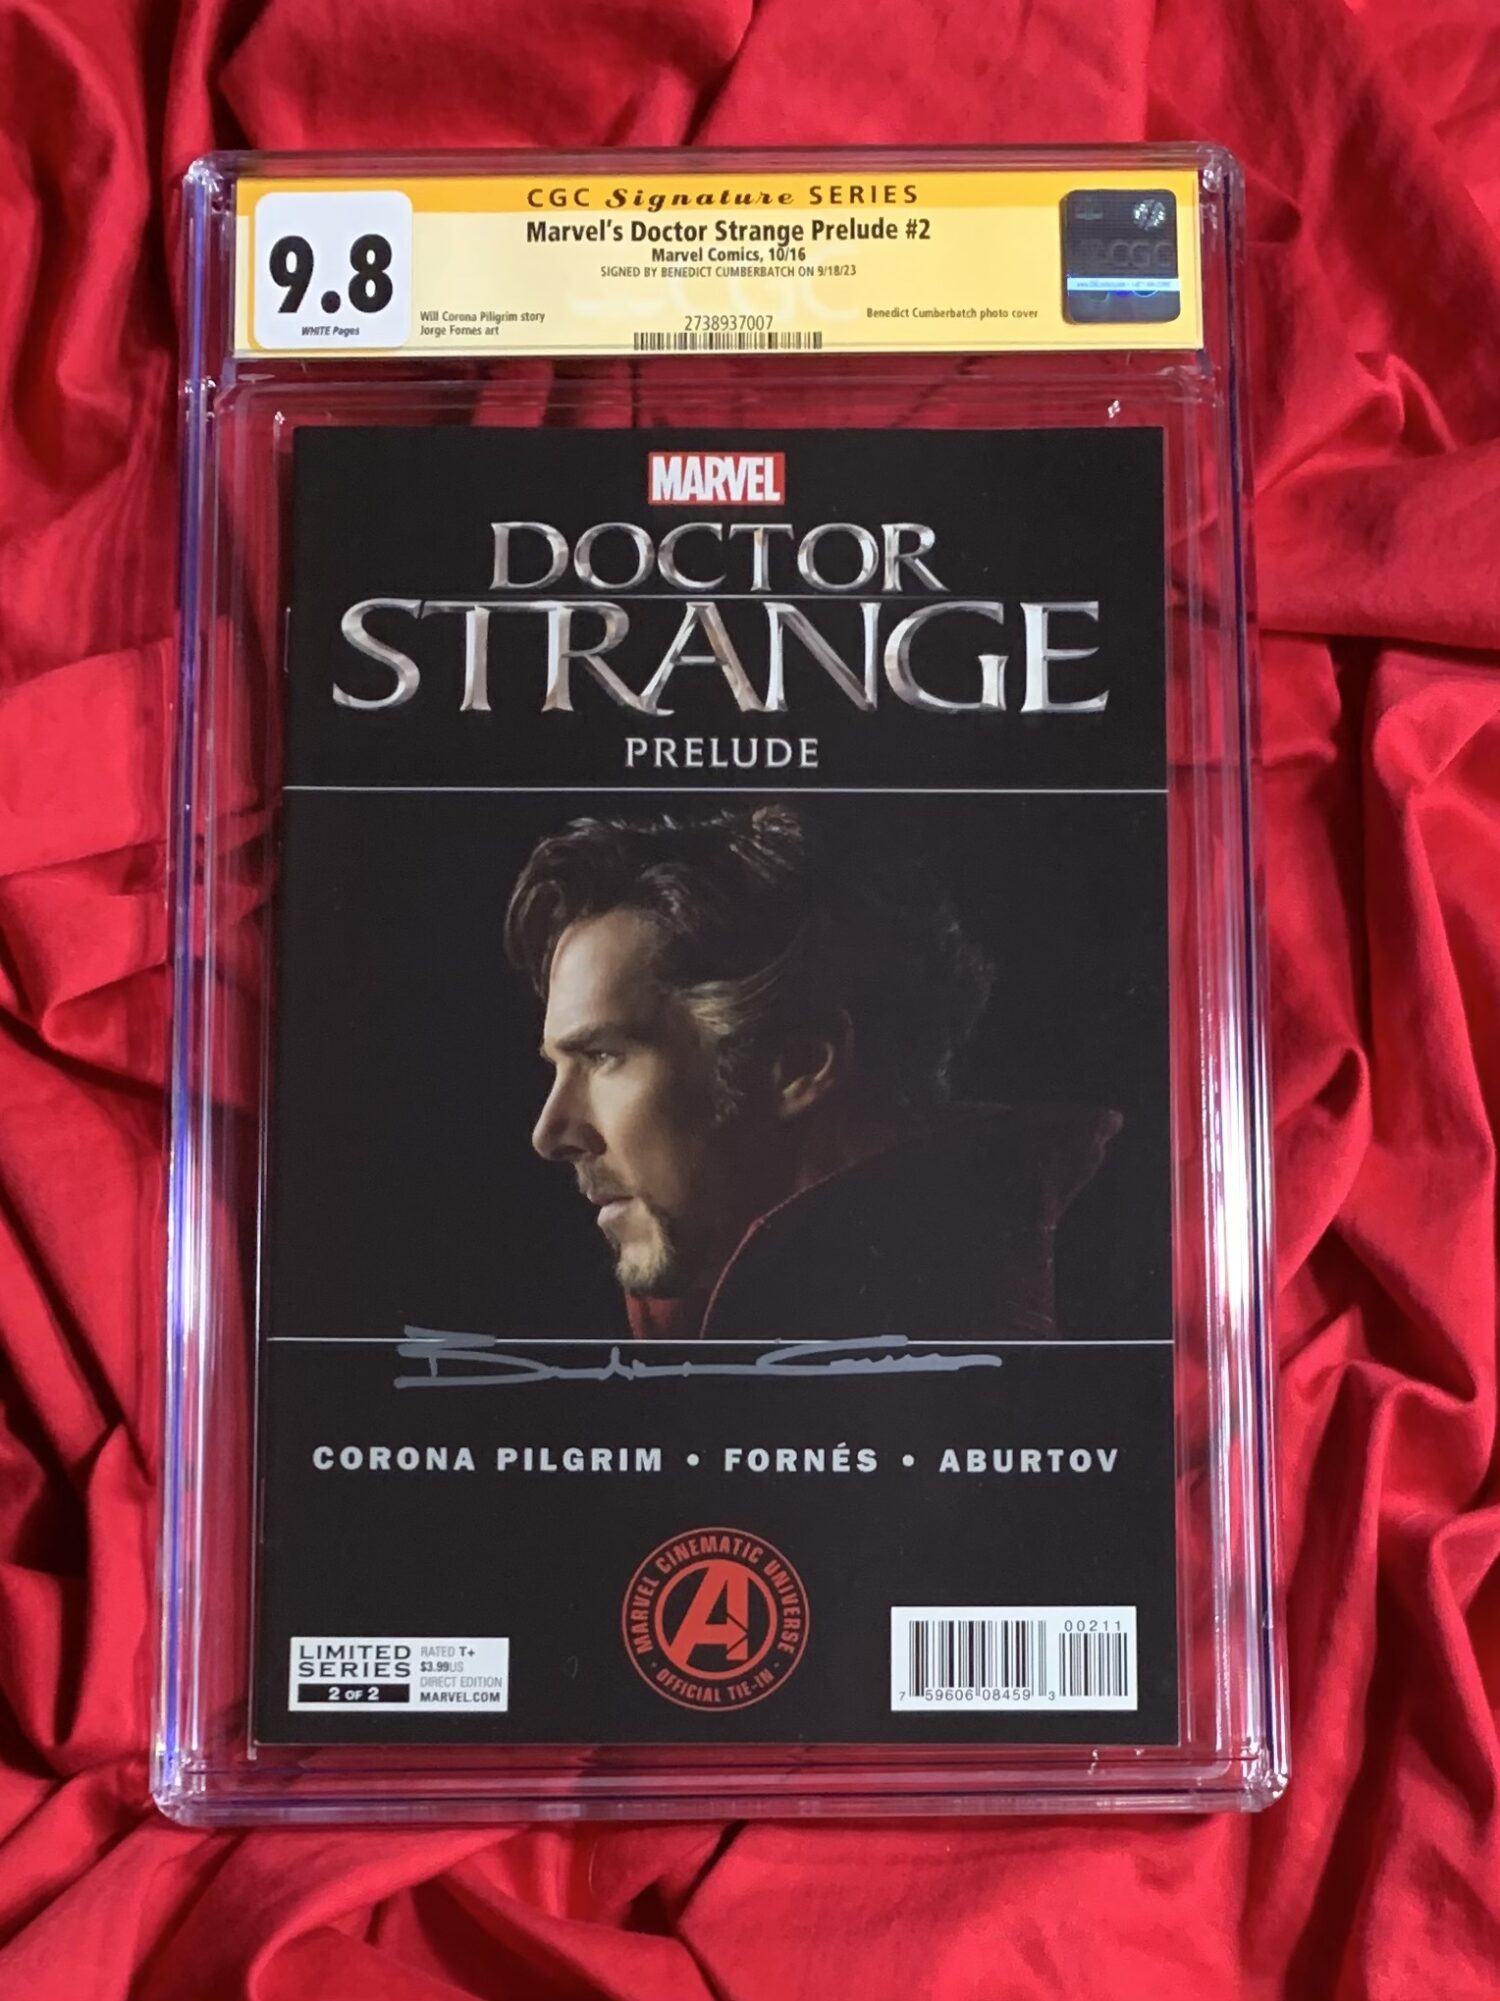 CGC Signature SERIES
9.8
WHITE Pages
Marvel's Doctor Strange Prelude #2
Marvel Comics, 10/16
SIGNED BY BENEDICT CUMBERBATCH ON 9/18/23
Will Corona Piligrim story
Jorge Fornes art
2738937007
Benedict Cumberbatch photo cover
CGC
MARVEL
DOCTOR
STRANGE
PRELUDE
CORONA PILGRIM • FORNÉS • ABURTOV
MARVEL CINEMATIC UNIVERSE
A
• OFFICIAL TIE-IN •
LIMITED
SERIES
2 OF 2
RATED T+
$3.99US
DIRECT EDITION
MARVEL.COM
00211
7 59606 08459 3